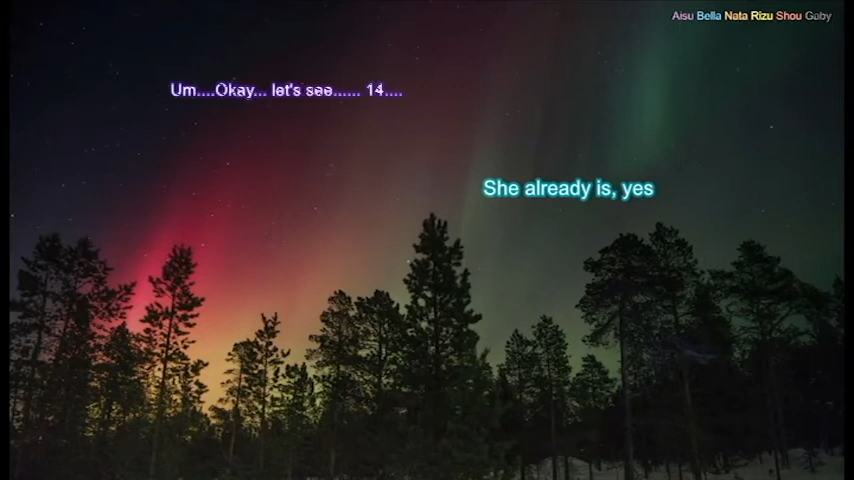 Aisu Bella Nata Rizu Shou Gaby
Um....Okay... let's see...... 14....
She already is, yes